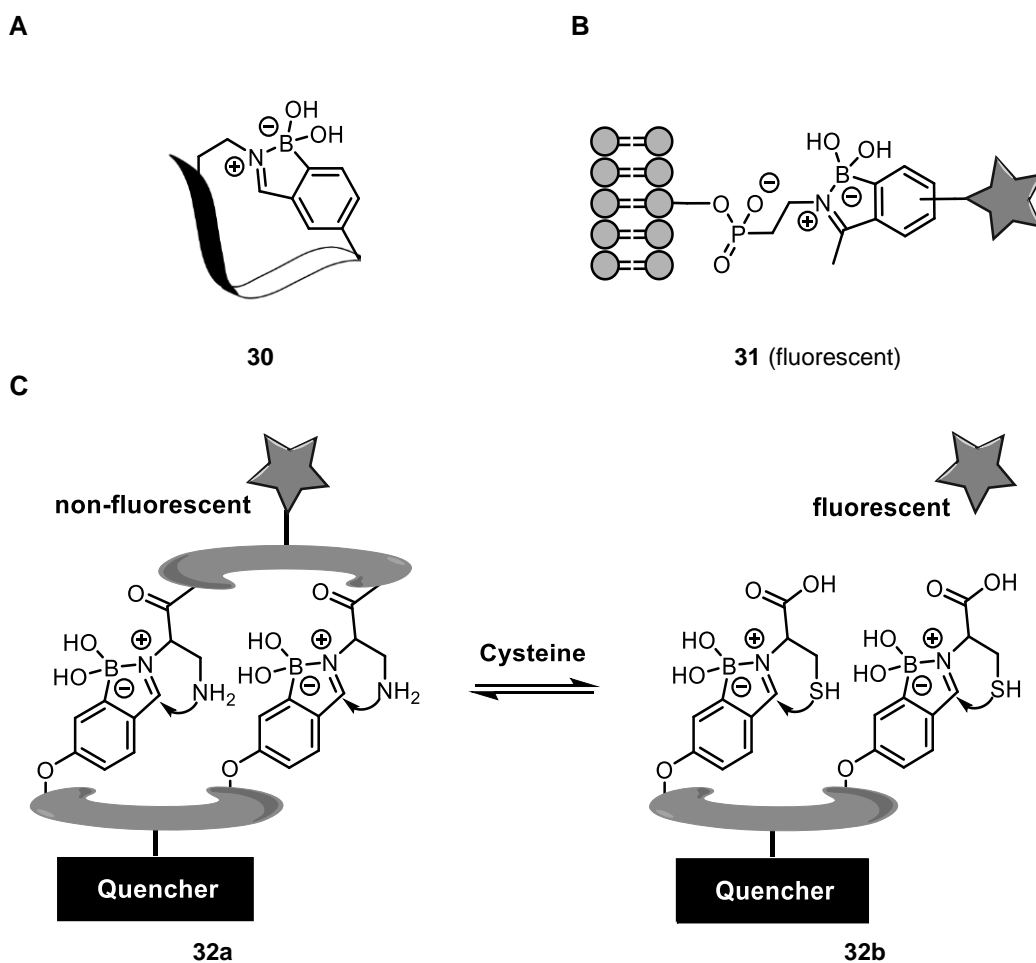 A
B
OH
⊖
B
OH
N
⊕
30
HO
OH
B
⊖
O
O
⊖
P
O
N
⊕
31 (fluorescent)
C
non-fluorescent
fluorescent
O
O
HO
HO
B
N
⊕
⊖
NH2
HO
HO
B
N
⊕
⊖
NH2
O
O
Quencher
32a
Cysteine
O
OH
O
OH
HO
HO
B
N
⊕
⊖
SH
HO
HO
B
N
⊕
⊖
SH
O
O
Quencher
32b